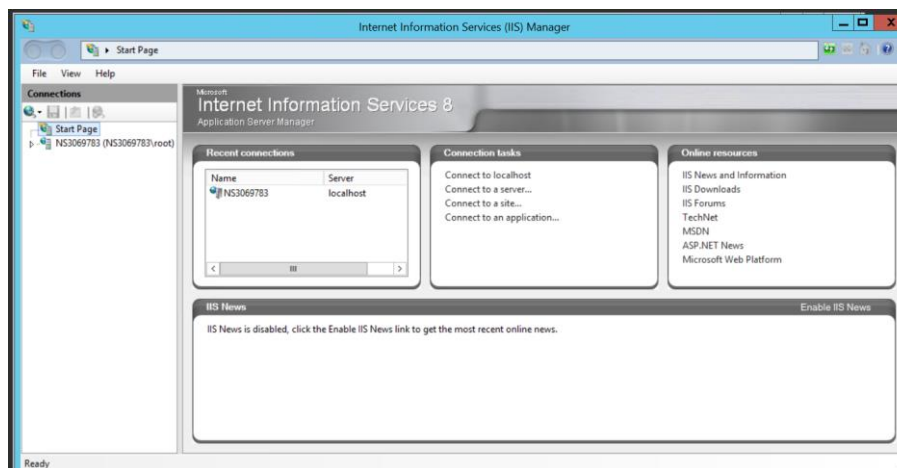 Internet Information Services (IIS) Manager
Start Page
File View Help
Connections
Start Page
NS3069783 (NS3069783\root)
Microsoft
Internet Information Services 8
Application Server Manager
Recent connections
Name Server
NS3069783 localhost
Connection tasks
Connect to localhost
Connect to a server...
Connect to a site...
Connect to an application...
Online resources
IIS News and Information
IIS Downloads
IIS Forums
TechNet
MSDN
ASP.NET News
Microsoft Web Platform
IIS News Enable IIS News
IIS News is disabled, click the Enable IIS News link to get the most recent online news.
Ready